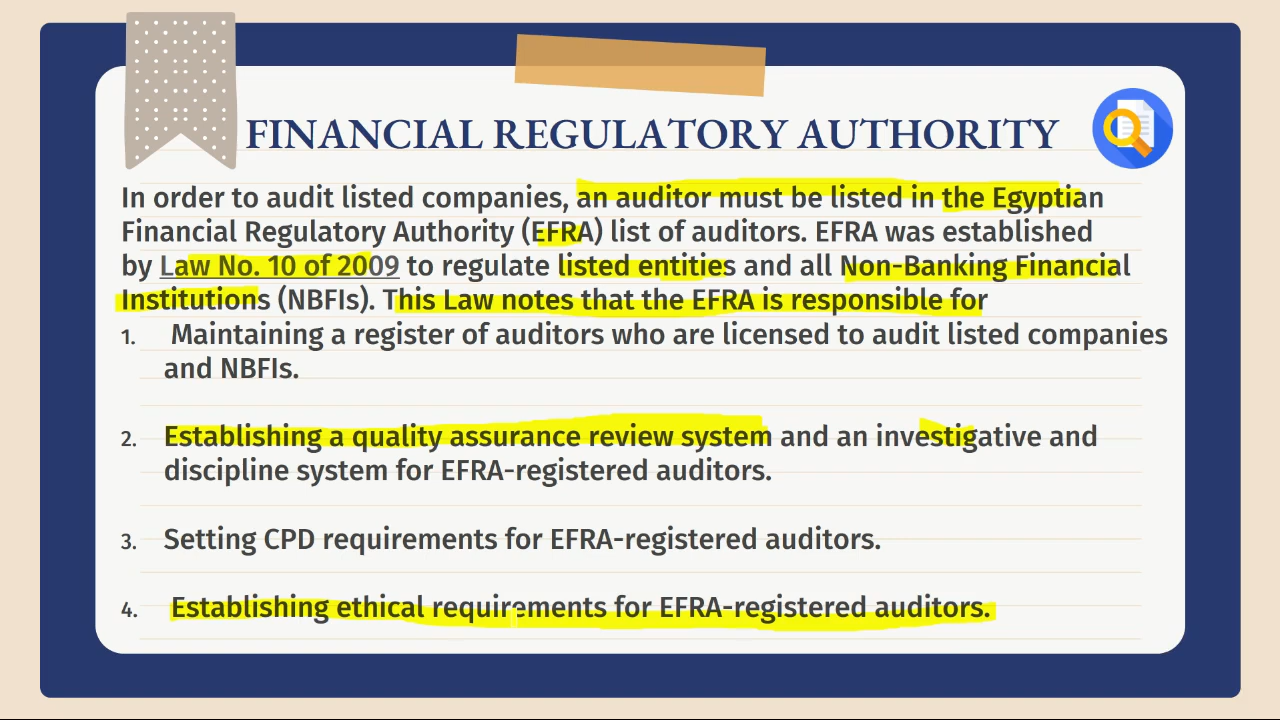 FINANCIAL REGULATORY AUTHORITY
In order to audit listed companies, an auditor must be listed in the Egyptian
Financial Regulatory Authority (EFRA) list of auditors. EFRA was established
by Law No. 10 of 2009 to regulate listed entities and all Non-Banking Financial
Institutions (NBFIs). This Law notes that the EFRA is responsible for
1. Maintaining a register of auditors who are licensed to audit listed companies
and NBFIs.
2. Establishing a quality assurance review system and an investigative and
discipline system for EFRA-registered auditors.
3. Setting CPD requirements for EFRA-registered auditors.
4. Establishing ethical requirements for EFRA-registered auditors.